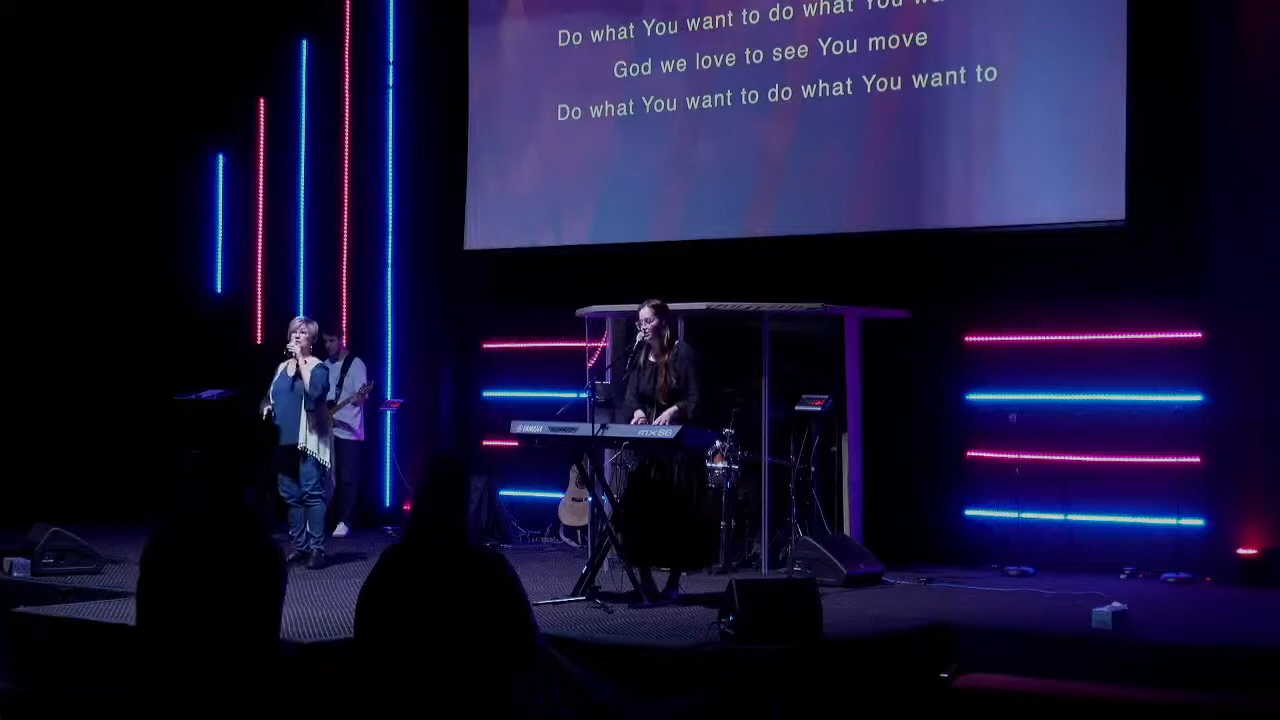 Do what You want to do what You
God we love to see You move
Do what You want to do what You want to
YAMAHA
MX88